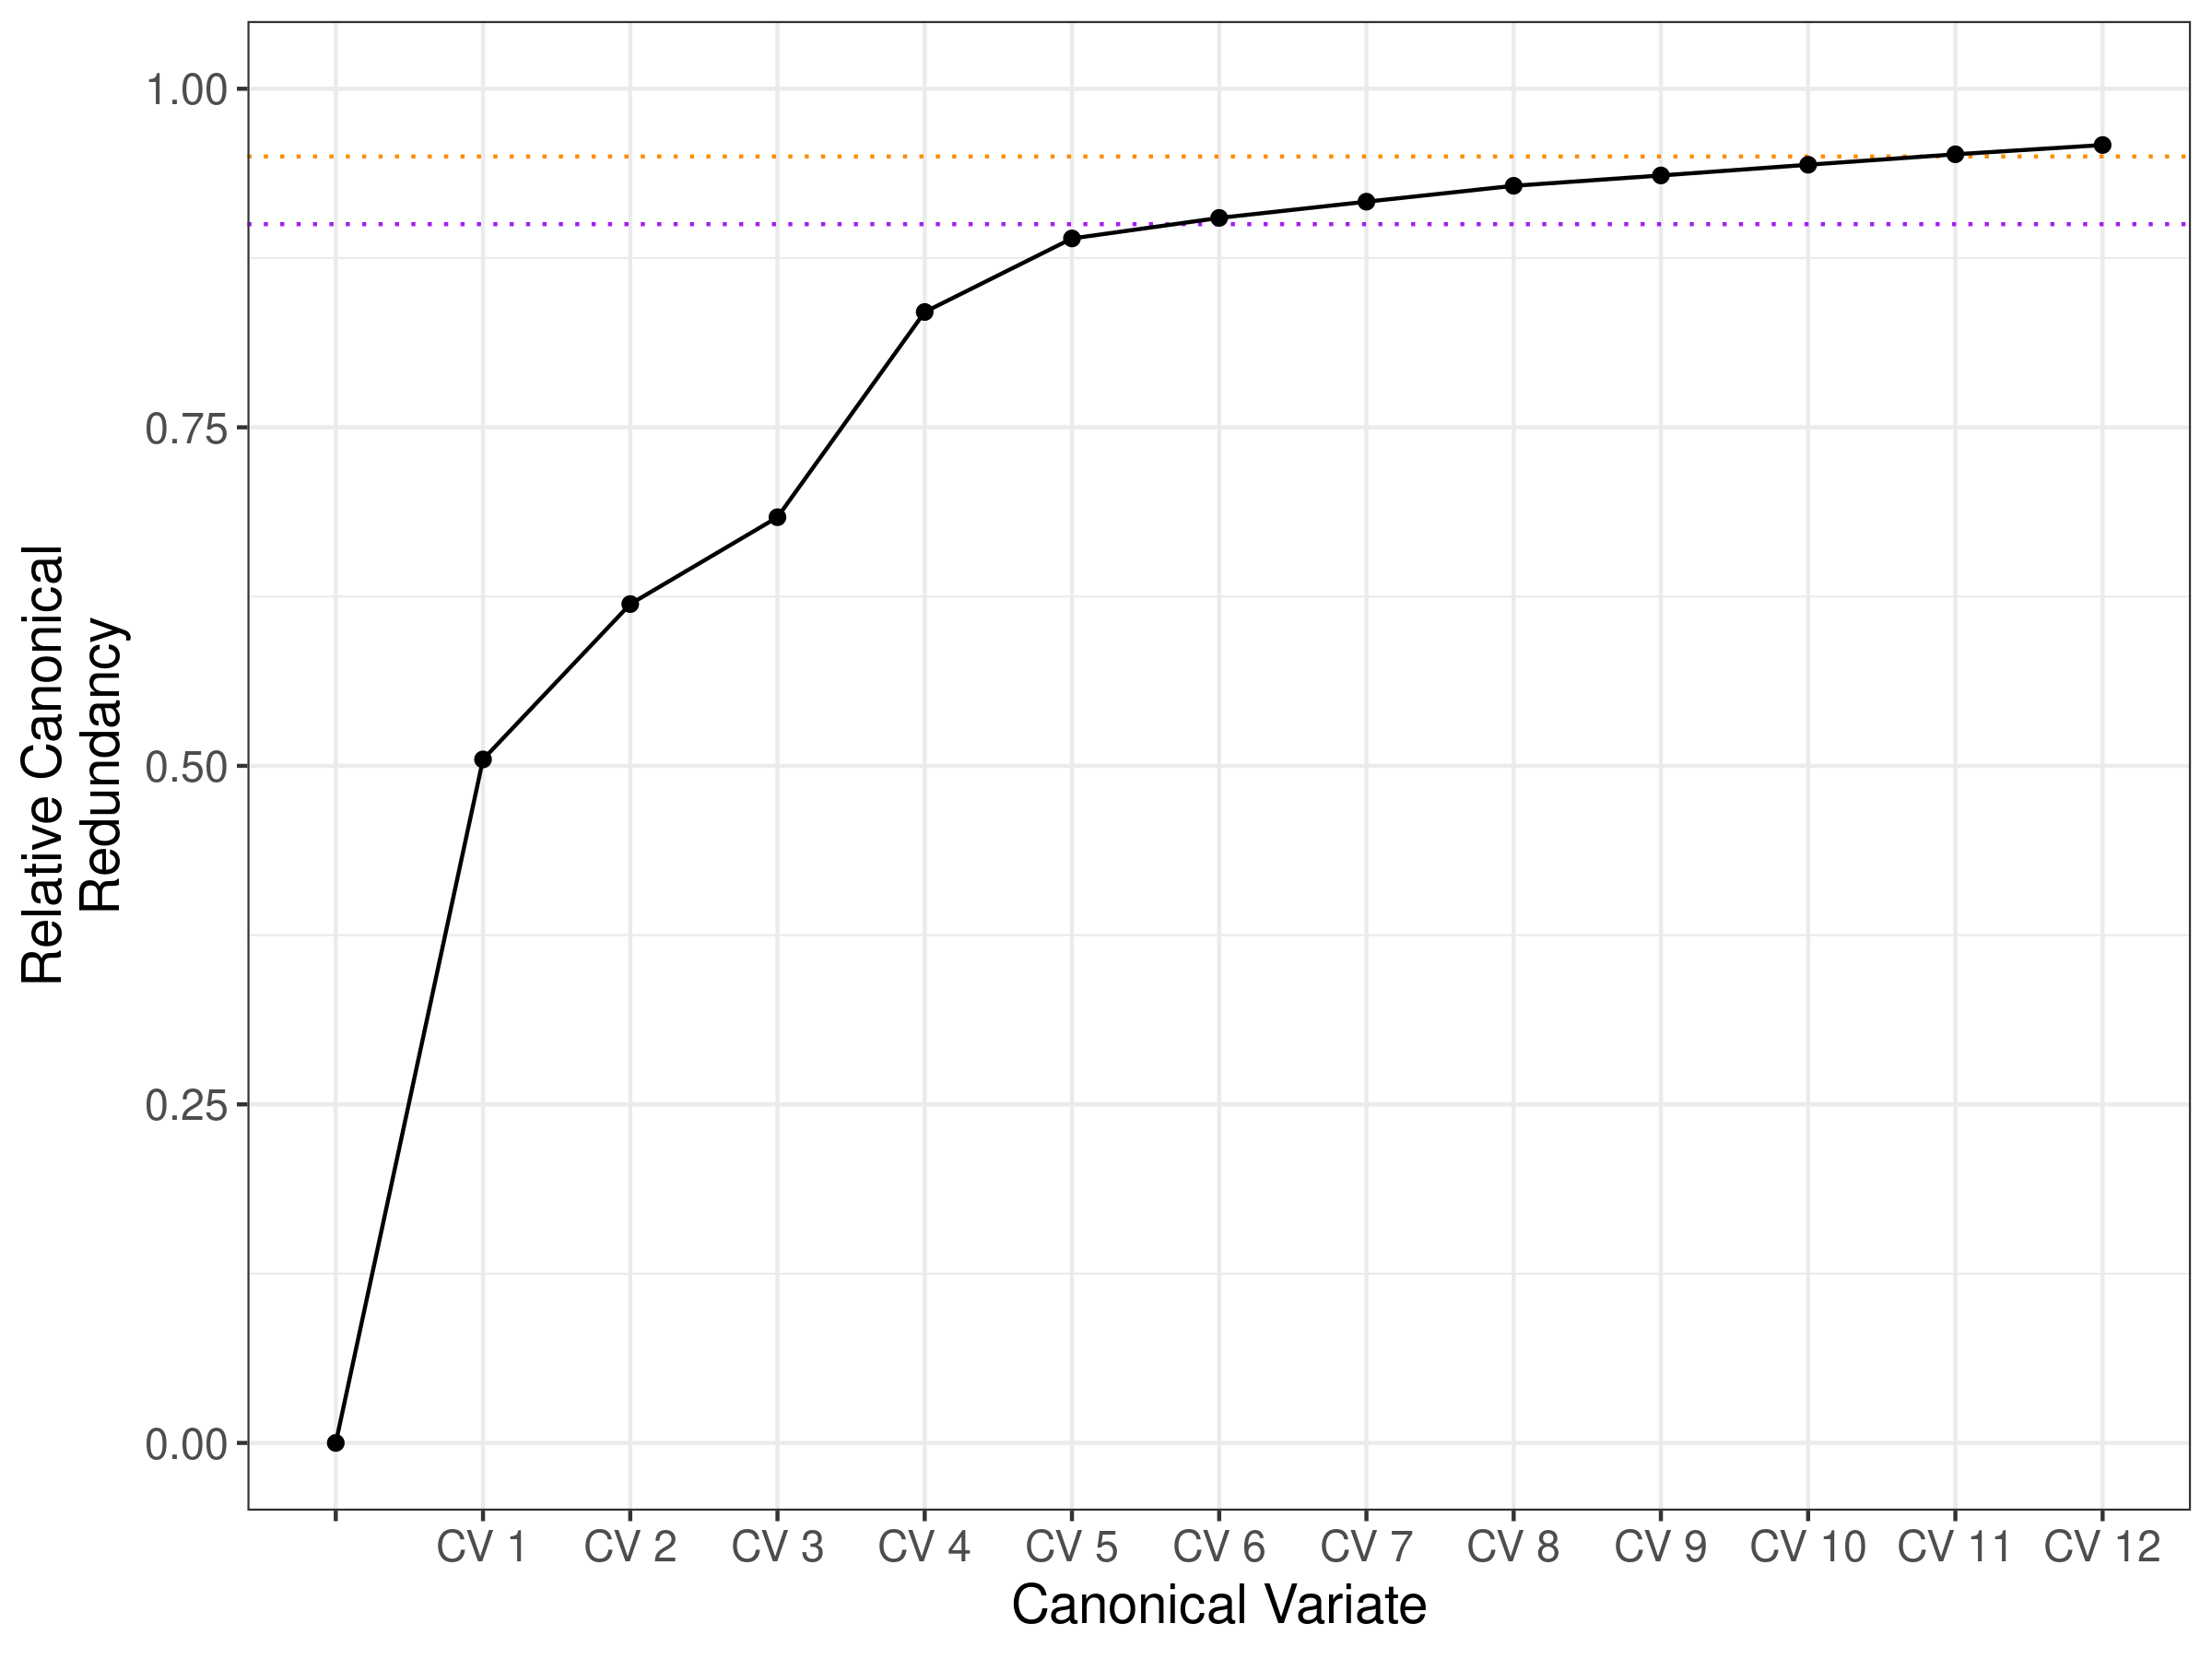 Relative Canonical
Redundancy
1.00
0.75
0.50
0.25
0.00
CV 1 CV 2 CV 3 CV 4 CV 5 CV 6 CV 7 CV 8 CV 9 CV 10 CV 11 CV 12
Canonical Variate